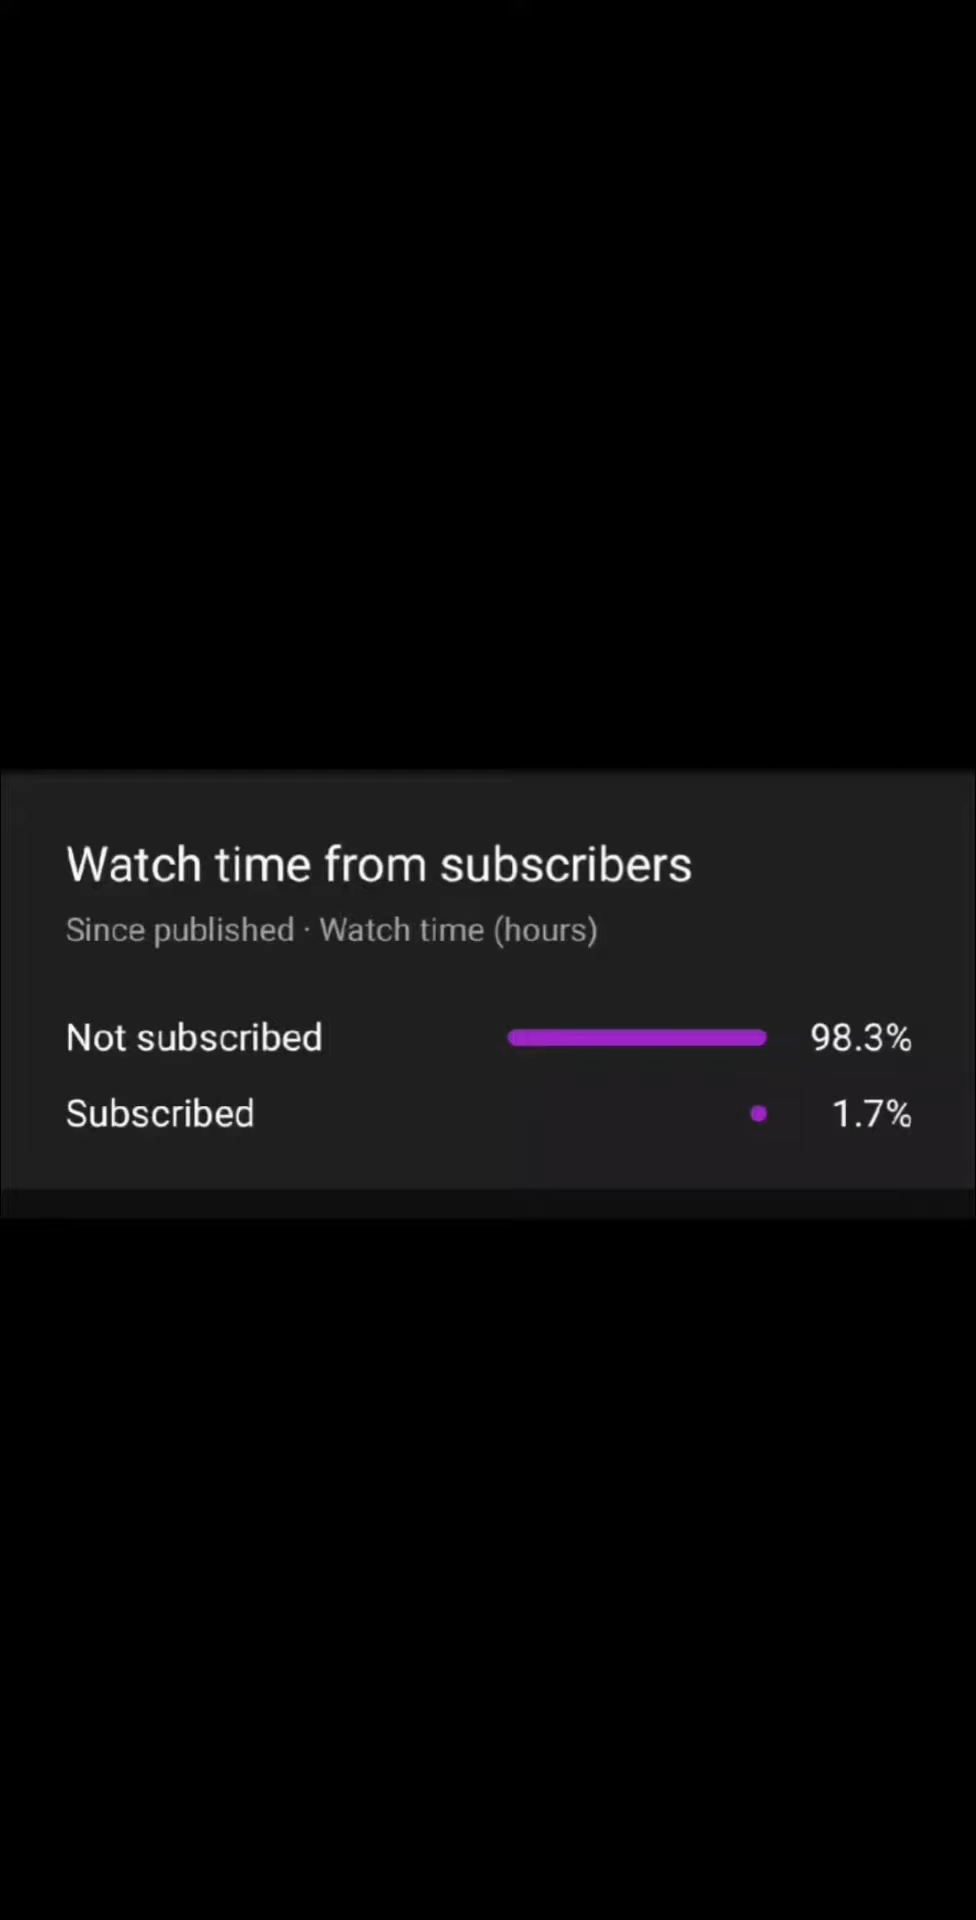 Watch time from subscribers
Since published · Watch time (hours)
Not subscribed 98.3%
Subscribed 1.7%